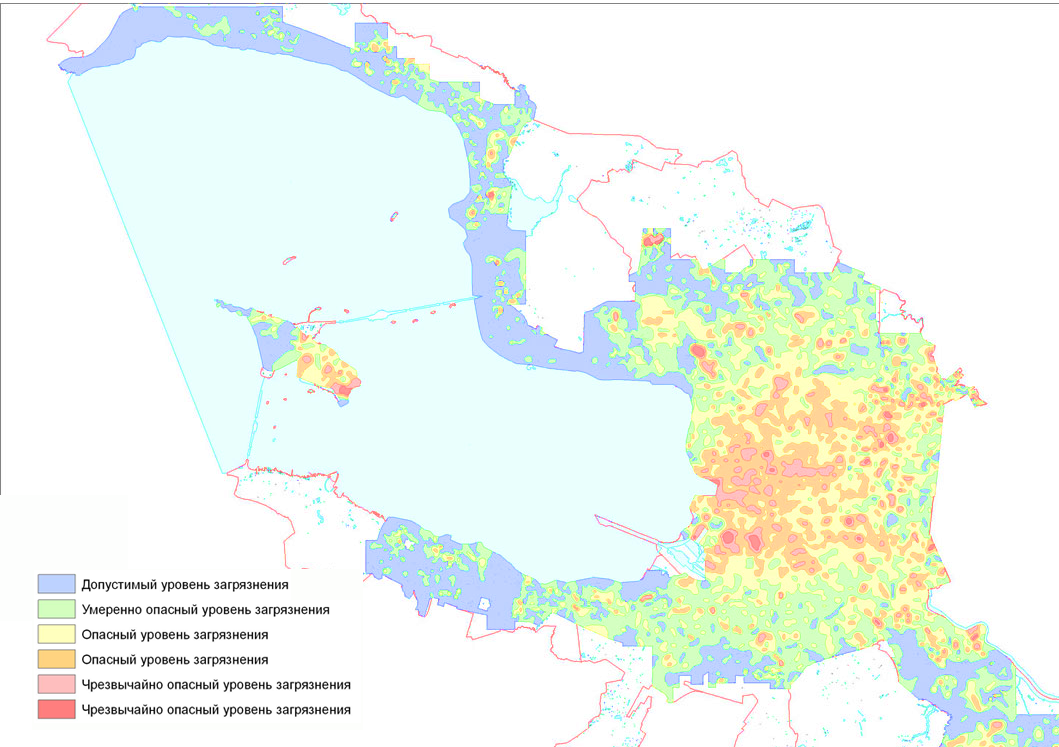 Допустимый уровень загрязнения
Умеренно опасный уровень загрязнения
Опасный уровень загрязнения
Опасный уровень загрязнения
Чрезвычайно опасный уровень загрязнения
Чрезвычайно опасный уровень загрязнения